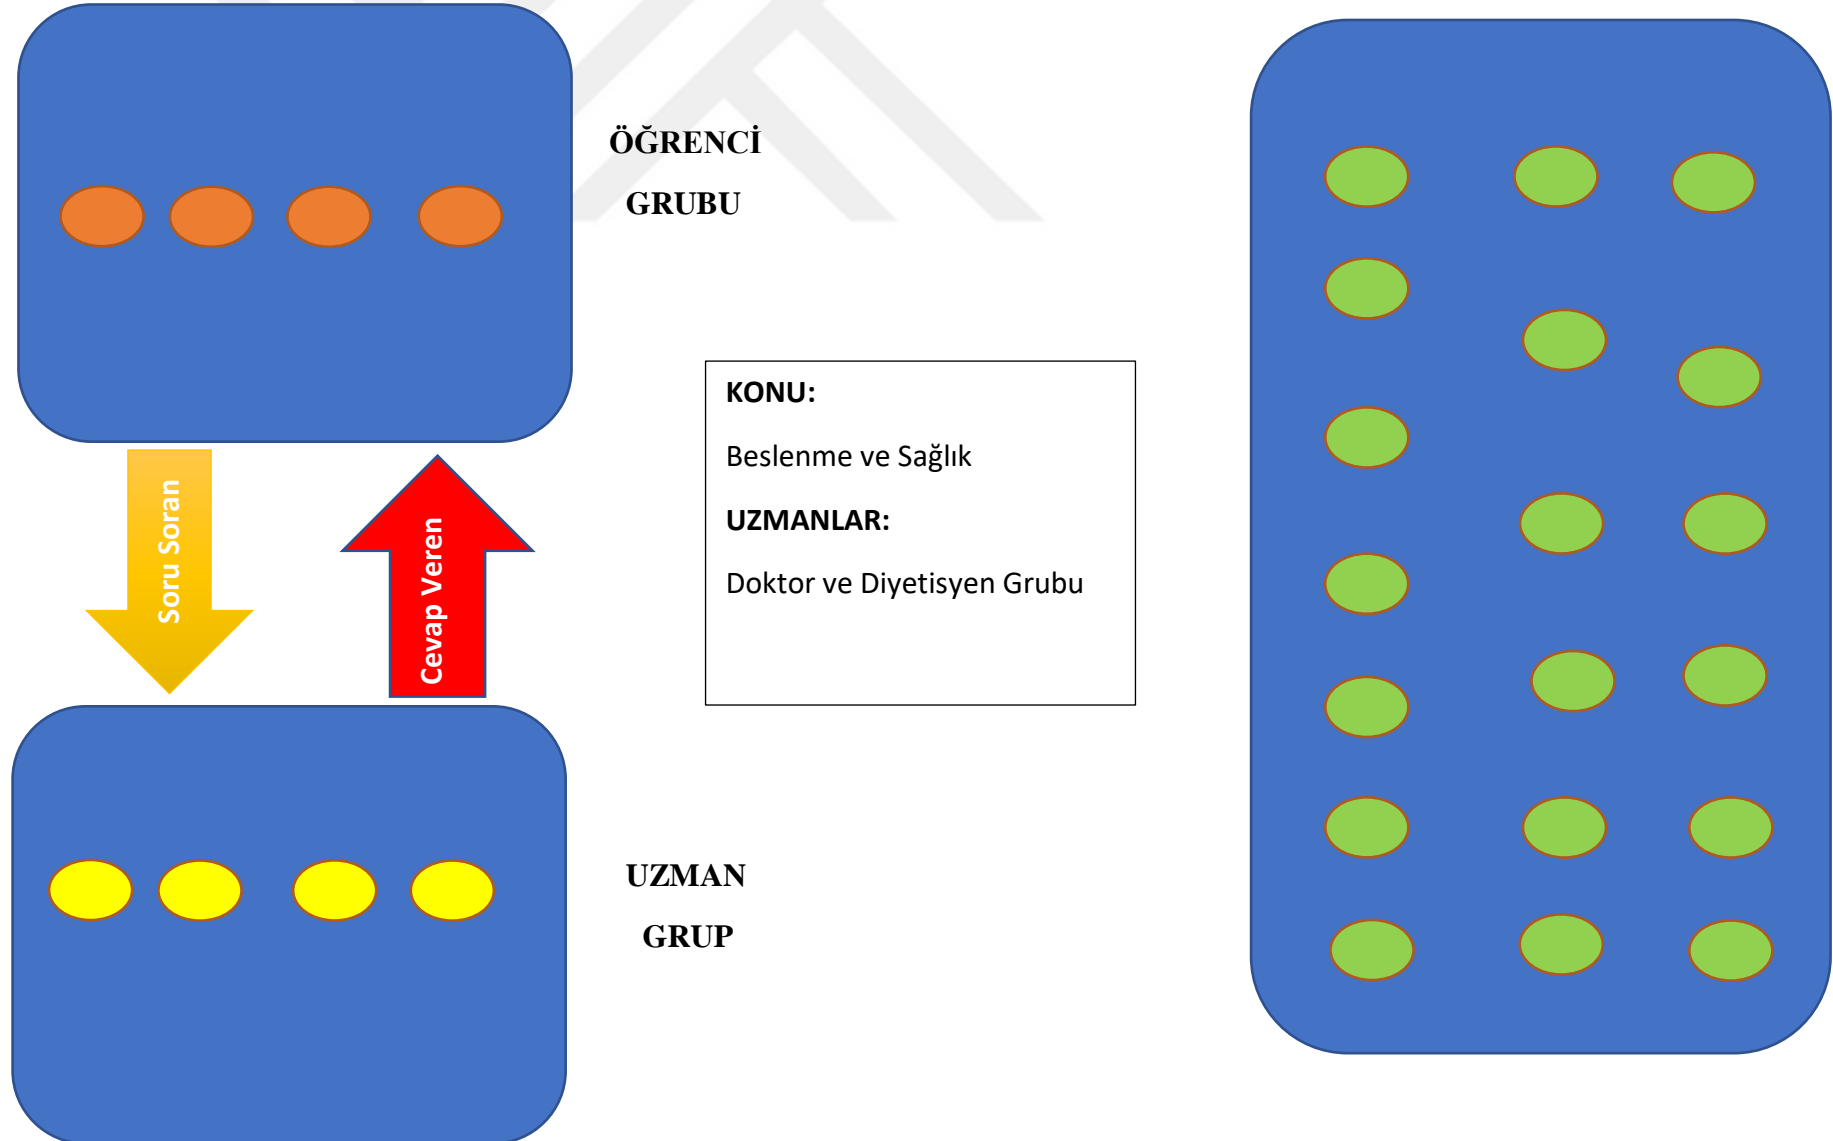 ÖĞRENCİ
GRUBU
Soru Soran
Cevap Veren
KONU:
Beslenme ve Sağlık
UZMANLAR:
Doktor ve Diyetisyen Grubu
UZMAN
GRUP